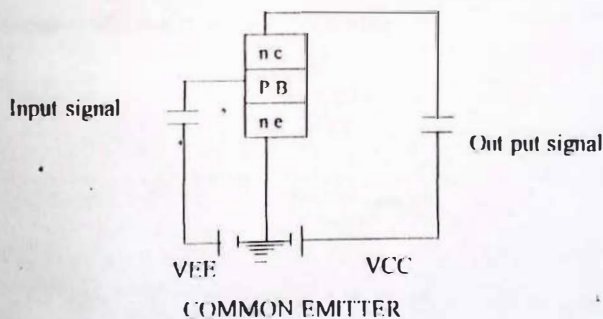 n c
P B
Input signal
n e
Out put signal
VEE
VCC
COMMON EMITTER